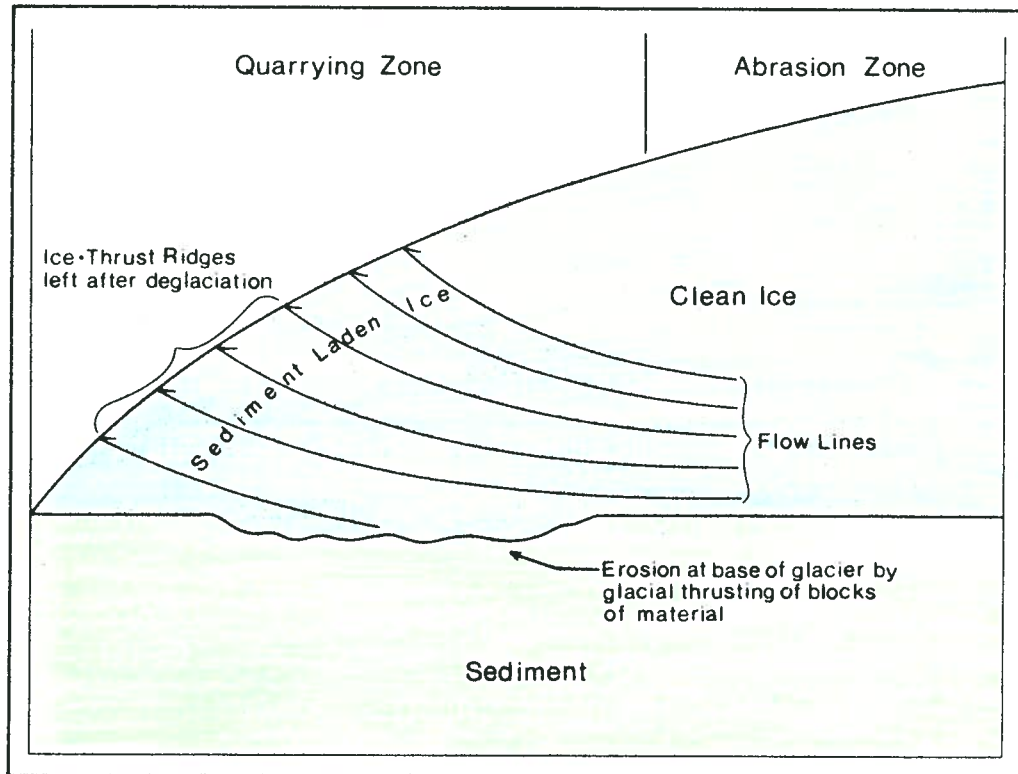 Quarrying Zone
Abrasion Zone
Ice·Thrust Ridges
left after deglaciation
Clean Ice
Sediment Laden Ice
Flow Lines
Erosion at base of glacier by
glacial thrusting of blocks
of material
Sediment